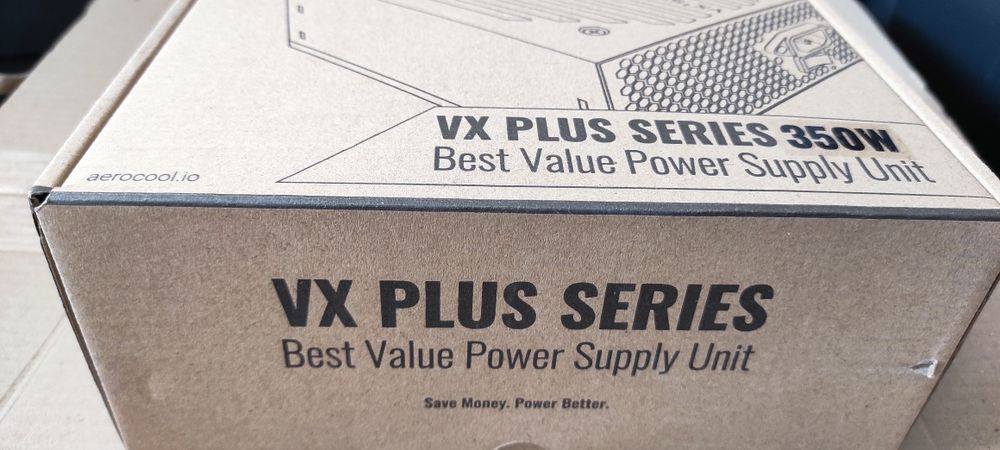 VX PLUS SERIES 350W
Best Value Power Supply Unit
aerocool.io
VX PLUS SERIES
Best Value Power Supply Unit
Save Money. Power Better.